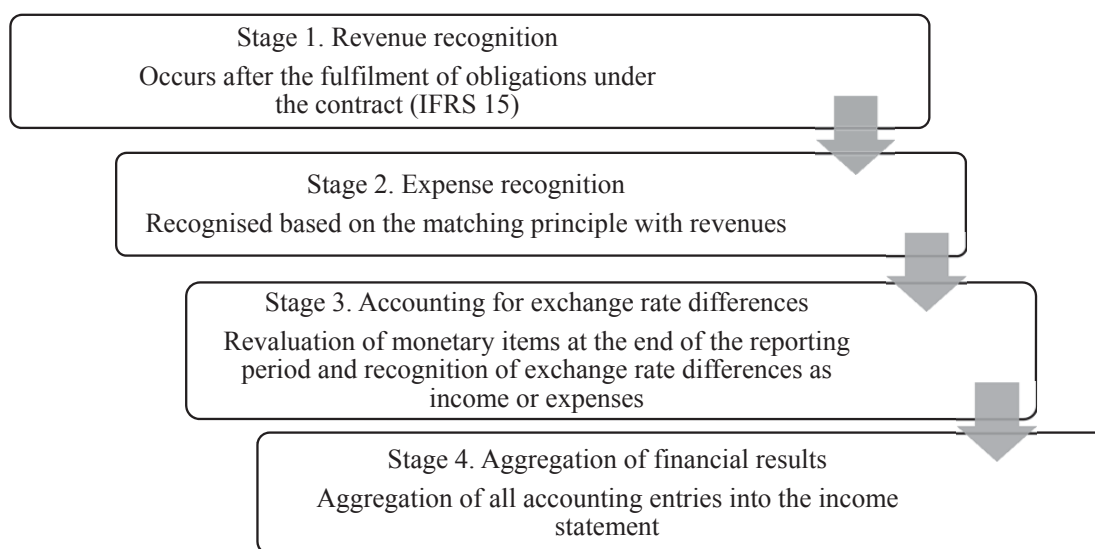 Stage 1. Revenue recognition
Occurs after the fulfilment of obligations under
the contract (IFRS 15)
Stage 2. Expense recognition
Recognised based on the matching principle with revenues
Stage 3. Accounting for exchange rate differences
Revaluation of monetary items at the end of the reporting
period and recognition of exchange rate differences as
income or expenses
Stage 4. Aggregation of financial results
Aggregation of all accounting entries into the income
statement